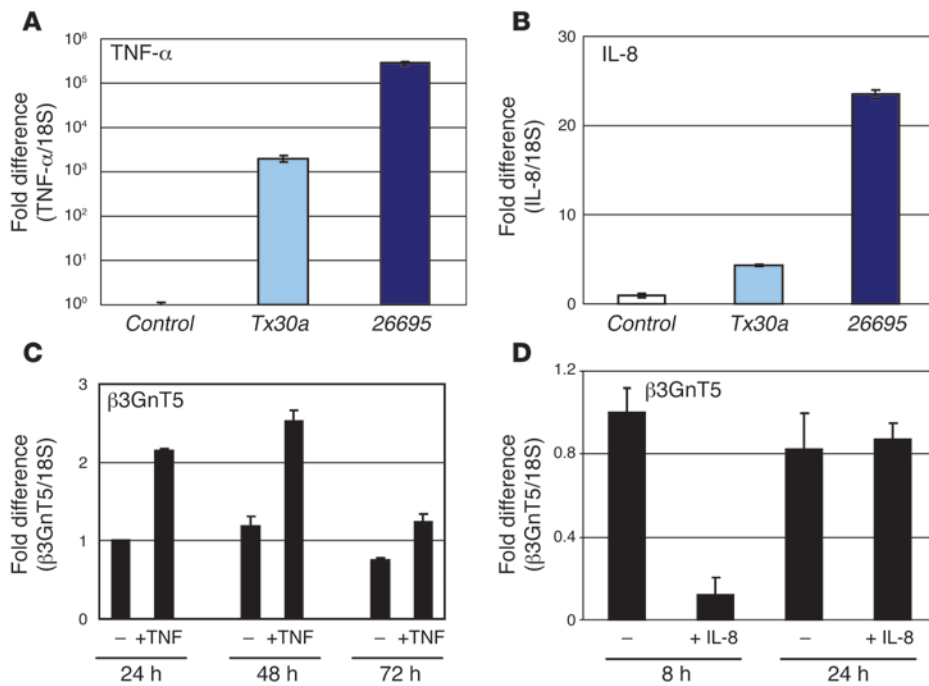 A
TNF-α
Fold difference
(TNF-α/18S)
10⁶
10⁵
10⁴
10³
10²
10¹
10⁰
Control Tx30a 26695
B
IL-8
Fold difference
(IL-8/18S)
30
20
10
0
Control Tx30a 26695
C
β3GnT5
Fold difference
(β3GnT5/18S)
3
2
1
0
– +TNF – +TNF – +TNF
24 h 48 h 72 h
D
β3GnT5
Fold difference
(β3GnT5/18S)
1.2
0.8
0.4
0
– + IL-8 – + IL-8
8 h 24 h